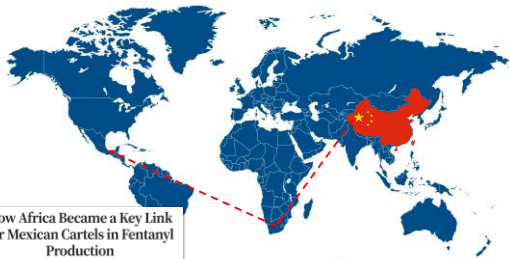 ow Africa Became a Key Link
r Mexican Cartels in Fentanyl
Production